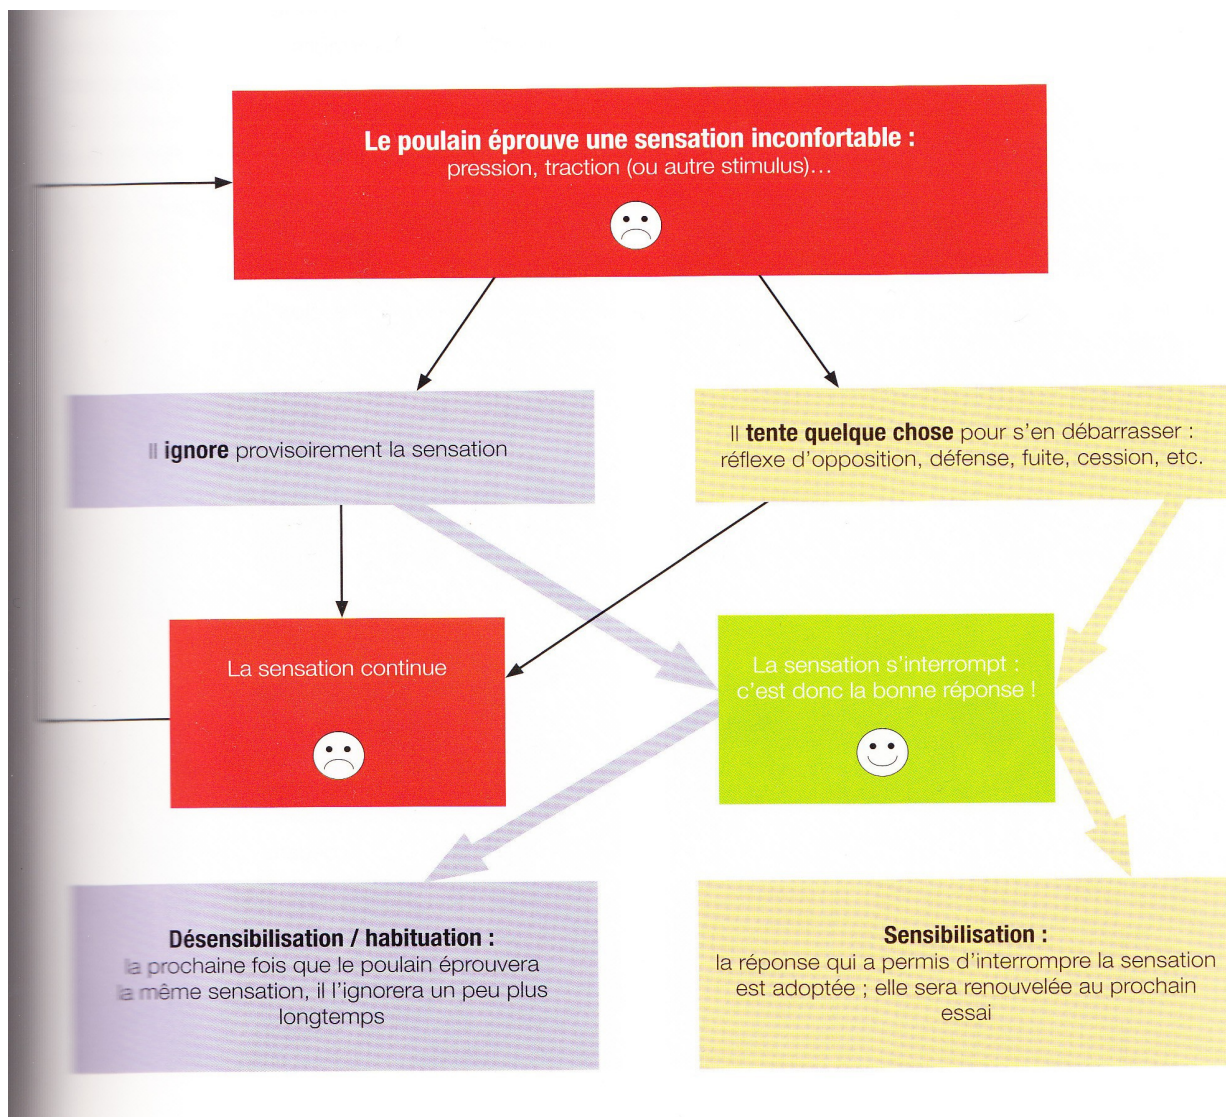 Le poulain éprouve une sensation inconfortable :
pression, traction (ou autre stimulus)…
Il ignore provisoirement la sensation
Il tente quelque chose pour s'en débarrasser :
réflexe d'opposition, défense, fuite, cession, etc.
La sensation continue
La sensation s'interrompt :
c'est donc la bonne réponse !
Désensibilisation / habituation :
la prochaine fois que le poulain éprouvera
la même sensation, il l'ignorera un peu plus
longtemps
Sensibilisation :
la réponse qui a permis d'interrompre la sensation
est adoptée ; elle sera renouvelée au prochain
essai